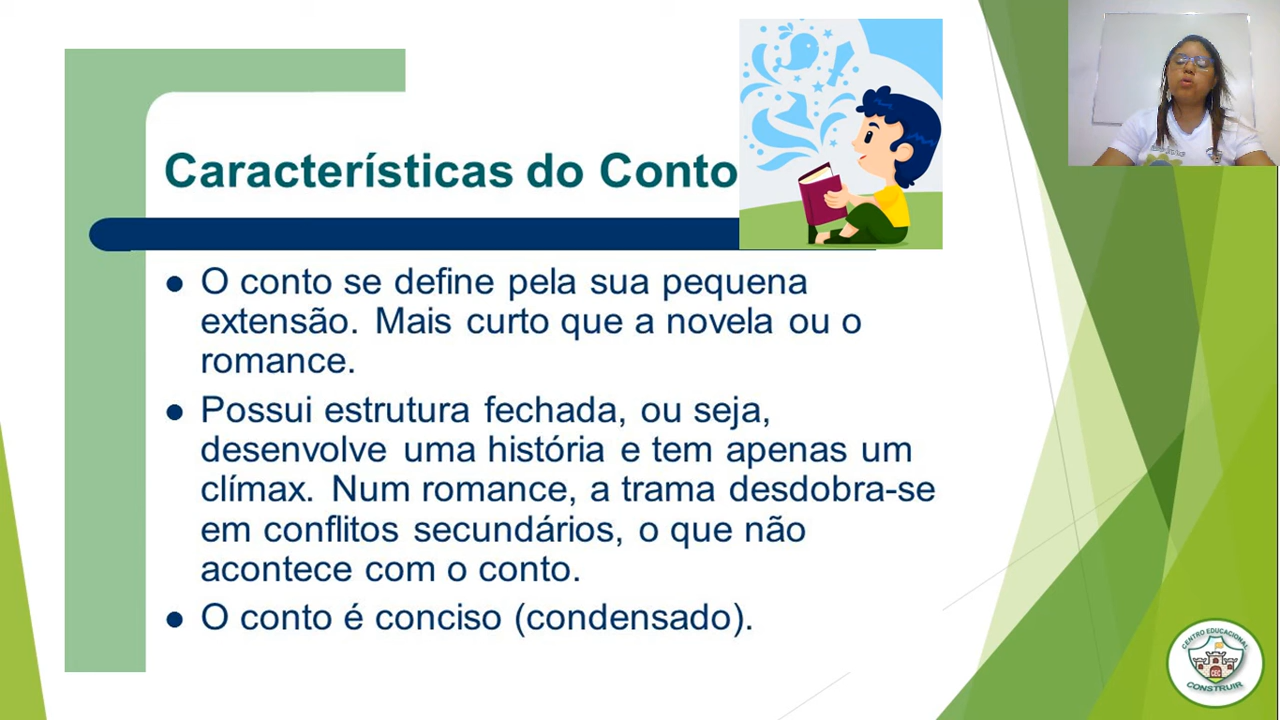 Características do Conto
O conto se define pela sua pequena
extensão. Mais curto que a novela ou o
romance.
Possui estrutura fechada, ou seja,
desenvolve uma história e tem apenas um
clímax. Num romance, a trama desdobra-se
em conflitos secundários, o que não
acontece com o conto.
O conto é conciso (condensado).
CENTRO EDUCACIONAL
CEC
CONSTRUIR